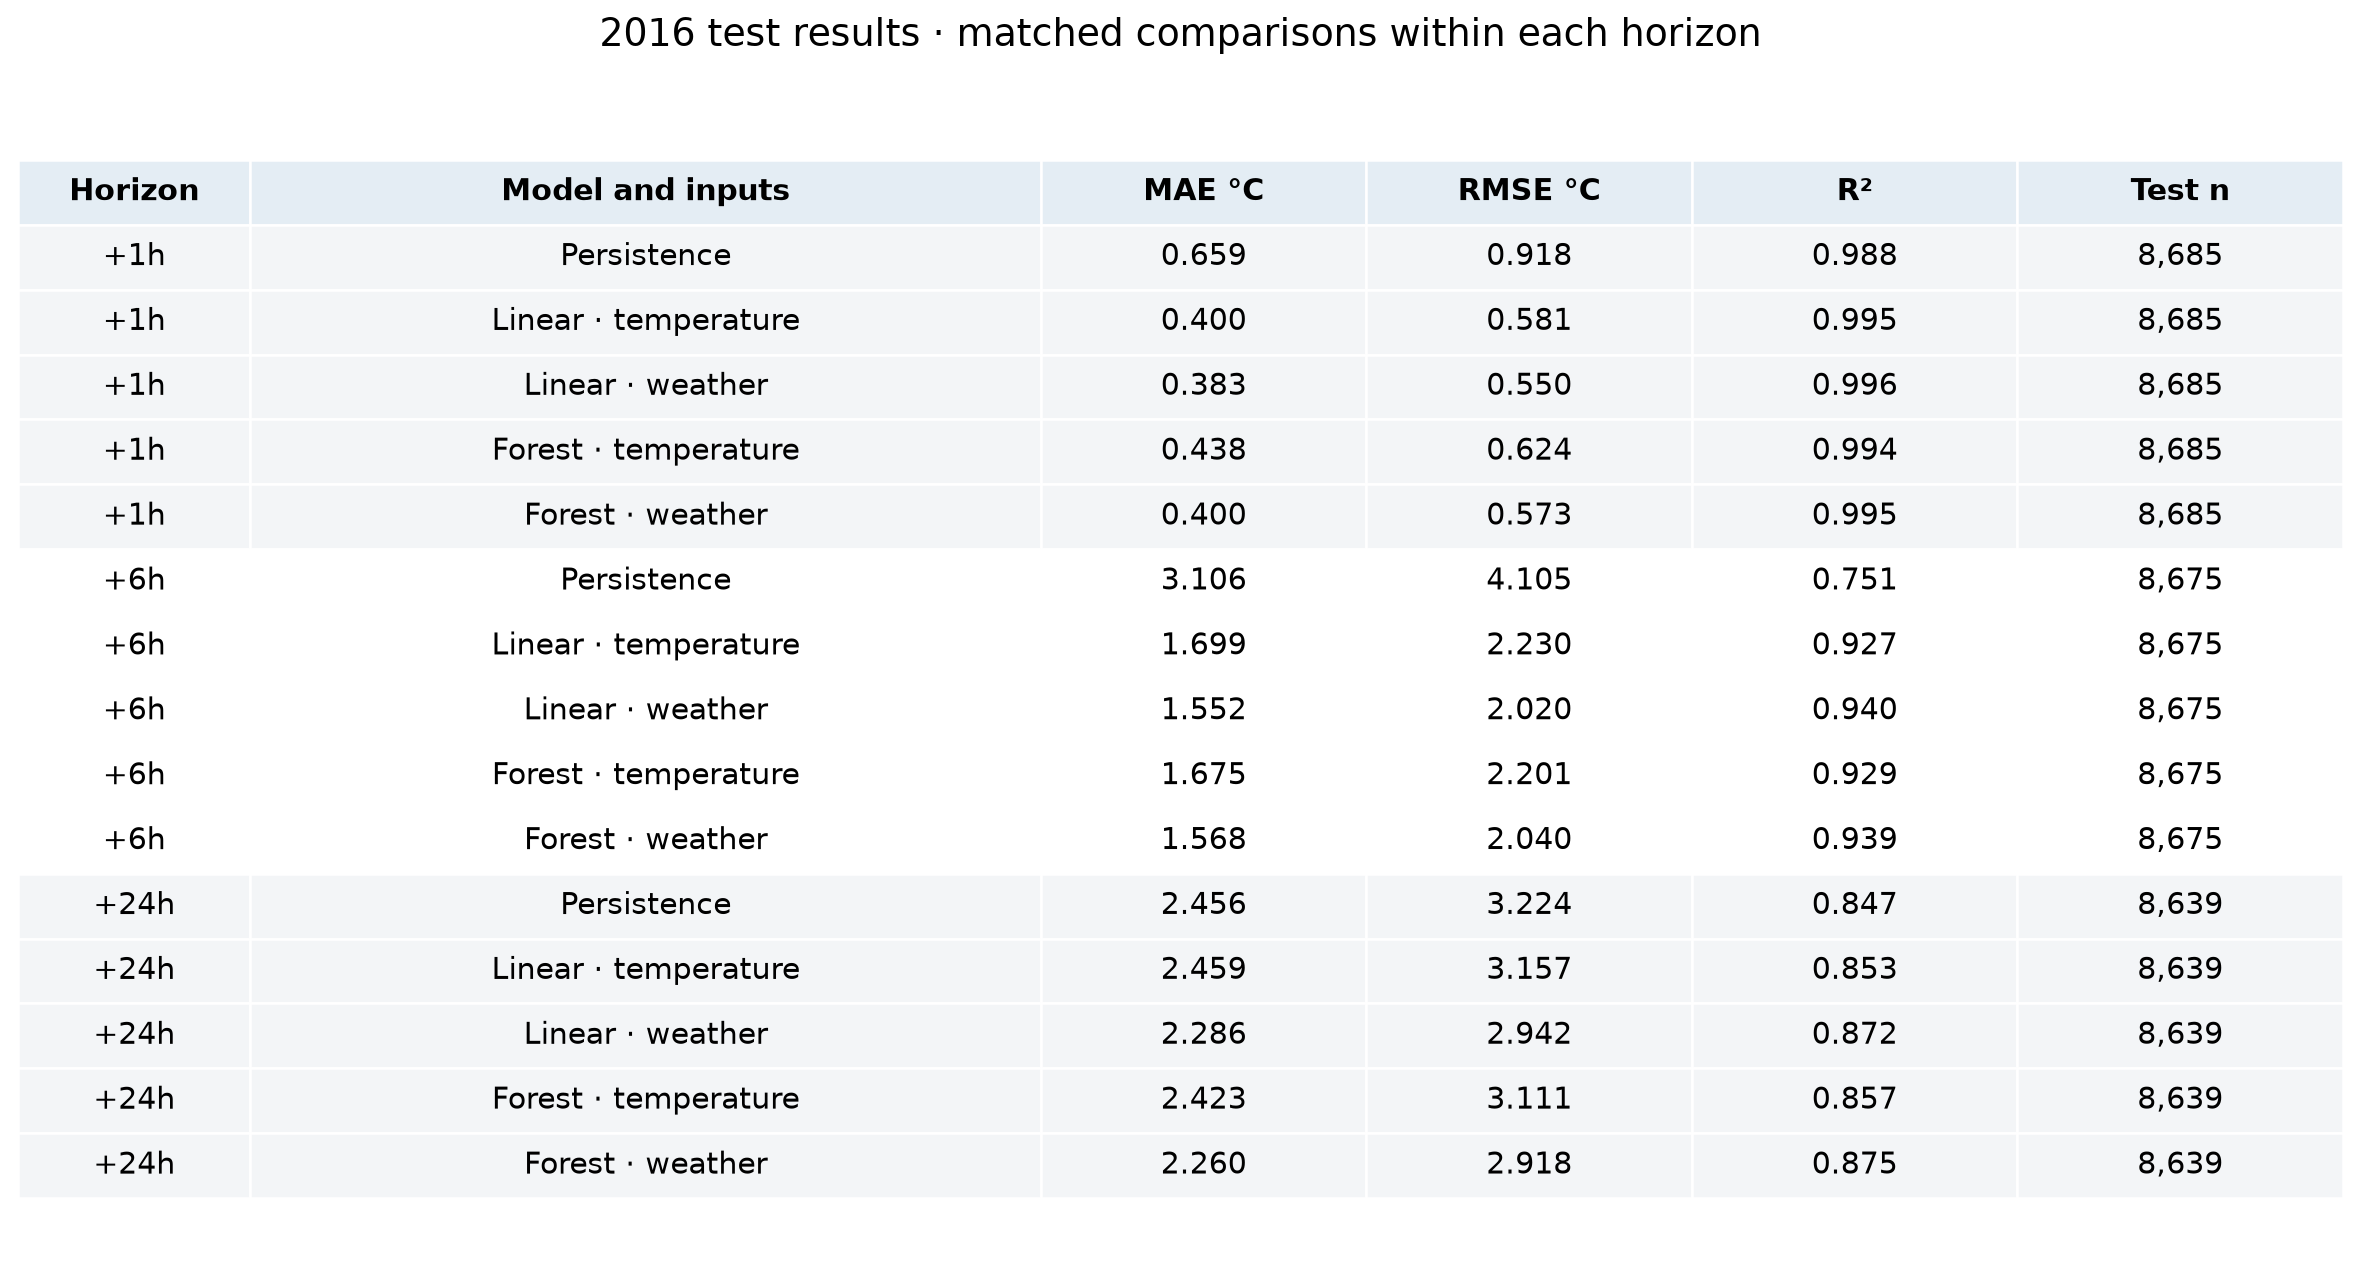 2016 test results · matched comparisons within each horizon
Horizon Model and inputs MAE °C RMSE °C R² Test n
+1h Persistence 0.659 0.918 0.988 8,685
+1h Linear · temperature 0.400 0.581 0.995 8,685
+1h Linear · weather 0.383 0.550 0.996 8,685
+1h Forest · temperature 0.438 0.624 0.994 8,685
+1h Forest · weather 0.400 0.573 0.995 8,685
+6h Persistence 3.106 4.105 0.751 8,675
+6h Linear · temperature 1.699 2.230 0.927 8,675
+6h Linear · weather 1.552 2.020 0.940 8,675
+6h Forest · temperature 1.675 2.201 0.929 8,675
+6h Forest · weather 1.568 2.040 0.939 8,675
+24h Persistence 2.456 3.224 0.847 8,639
+24h Linear · temperature 2.459 3.157 0.853 8,639
+24h Linear · weather 2.286 2.942 0.872 8,639
+24h Forest · temperature 2.423 3.111 0.857 8,639
+24h Forest · weather 2.260 2.918 0.875 8,639